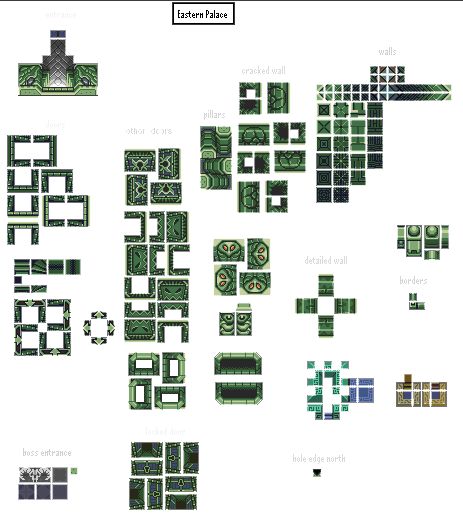 Eastern Palace
entrance
walls
cracked wall
pillars
doors
other doors
detailed wall
borders
locked door
boss entrance
hole edge north